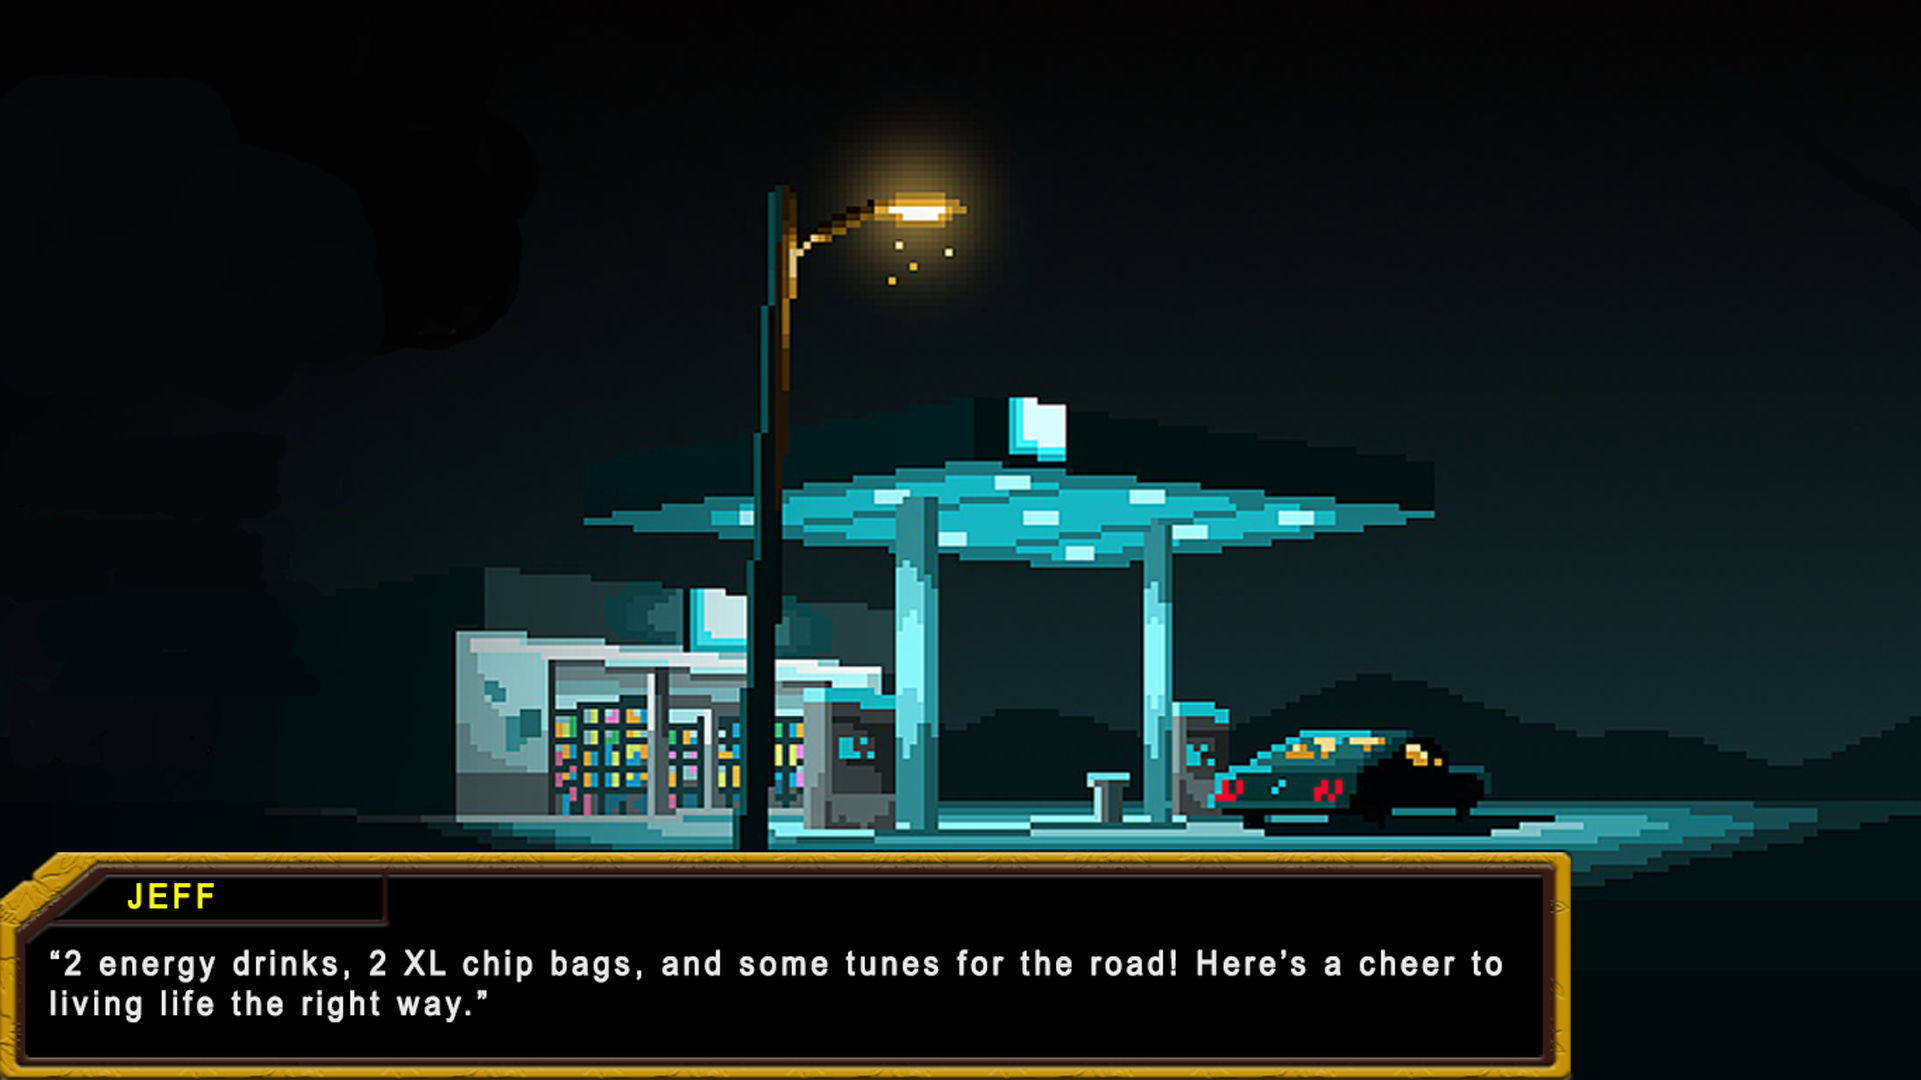 JEFF
“2 energy drinks, 2 XL chip bags, and some tunes for the road! Here’s a cheer to
living life the right way.”